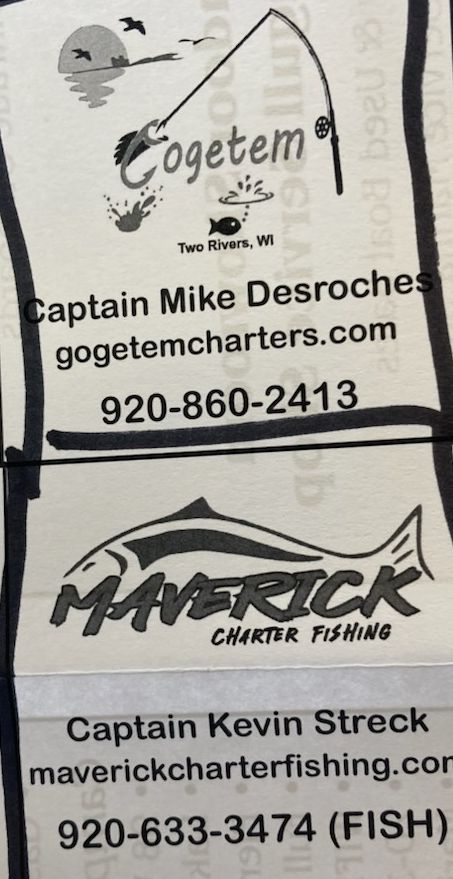 Gogetem
Two Rivers, WI
Captain Mike Desroches
gogetemcharters.com
920-860-2413
MAVERICK
CHARTER FISHING
Captain Kevin Streck
maverickcharterfishing.com
920-633-3474 (FISH)